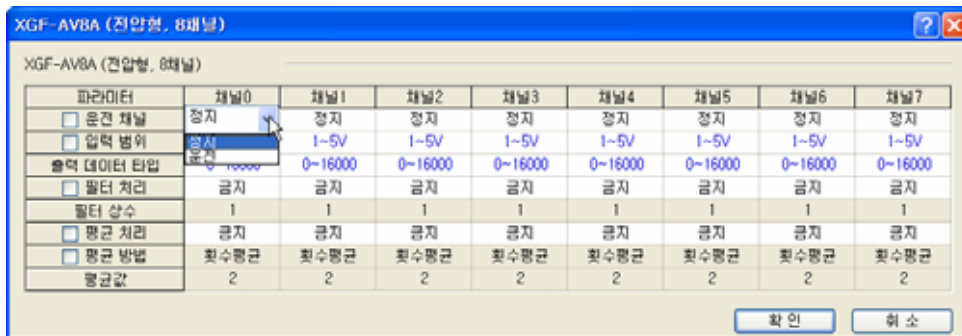 XGF-AV8A (전압형, 8채널)
XGF-AV8A (전압형, 8채널)
파라미터 채널0 채널1 채널2 채널3 채널4 채널5 채널6 채널7
운전 채널 정지 정지 정지 정지 정지 정지 정지 정지
정지
운전
입력 범위 1~5V 1~5V 1~5V 1~5V 1~5V 1~5V 1~5V
출력 데이터 타입 0~16000 0~16000 0~16000 0~16000 0~16000 0~16000 0~16000 0~16000
필터 처리 금지 금지 금지 금지 금지 금지 금지 금지
필터 상수 1 1 1 1 1 1 1 1
평균 처리 금지 금지 금지 금지 금지 금지 금지 금지
평균 방법 횟수평균 횟수평균 횟수평균 횟수평균 횟수평균 횟수평균 횟수평균 횟수평균
평균값 2 2 2 2 2 2 2 2
확인 취소